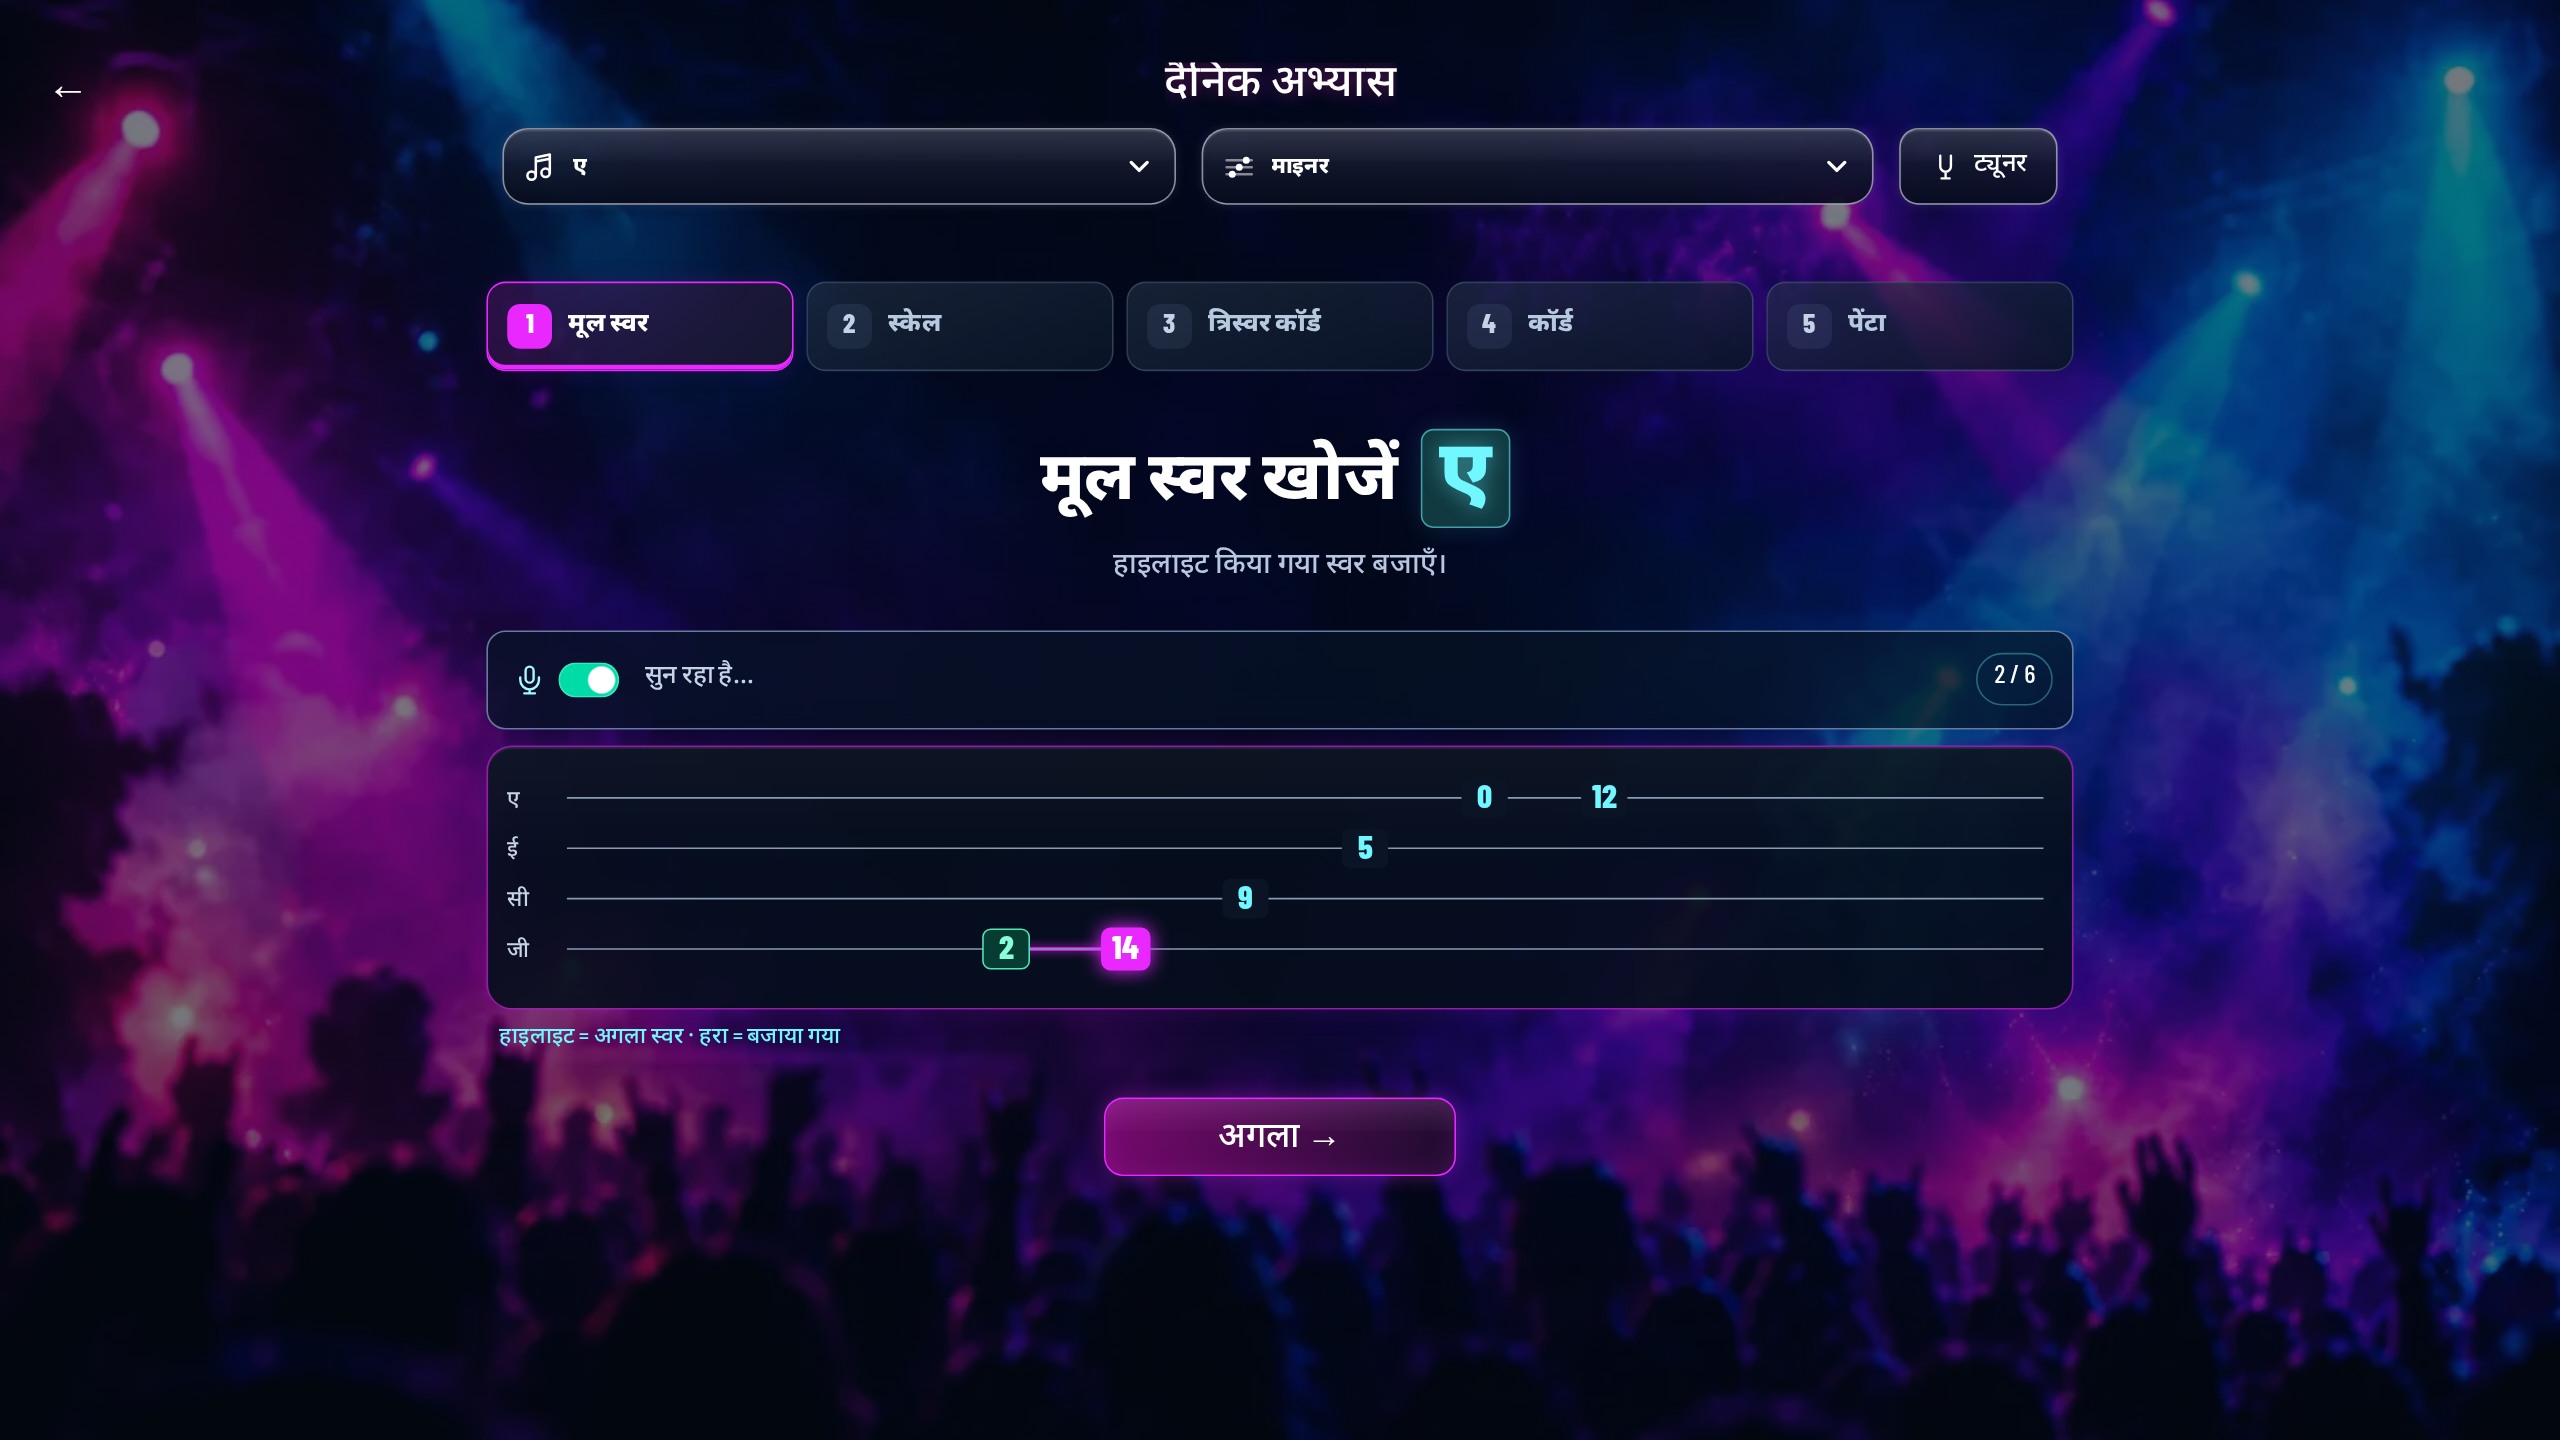 ←
दैनिक अभ्यास
ए
माइनर
ट्यूनर
1 मूल स्वर
2 स्केल
3 त्रिस्वर कॉर्ड
4 कॉर्ड
5 पेंटा
मूल स्वर खोजें ए
हाइलाइट किया गया स्वर बजाएँ।
सुन रहा है...
2 / 6
ए 0 12
ई 5
सी 9
जी 2 14
हाइलाइट = अगला स्वर · हरा = बजाया गया
अगला →